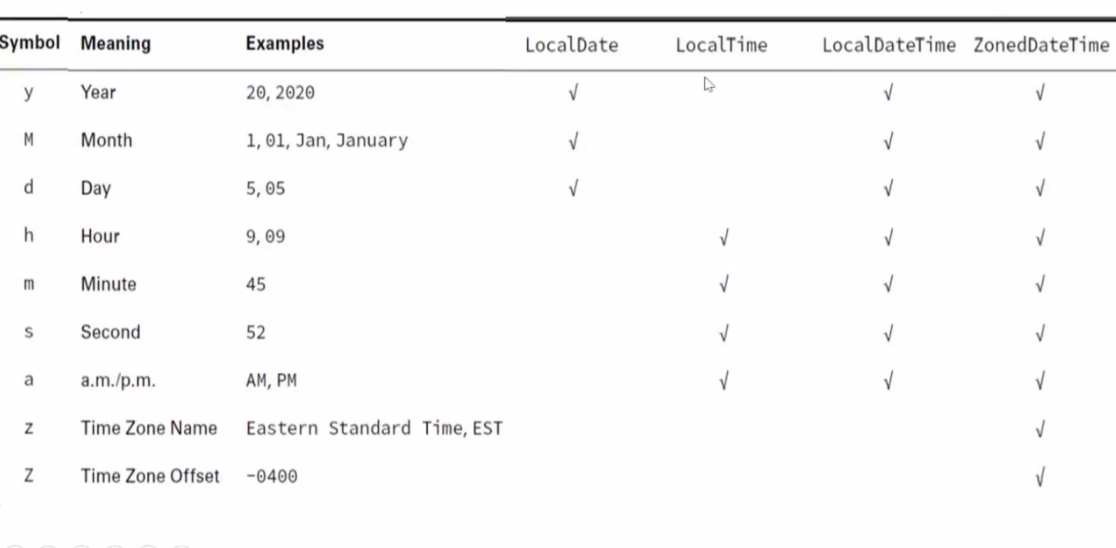 Symbol Meaning Examples LocalDate LocalTime LocalDateTime ZonedDateTime
y Year 20, 2020 √ √ √
M Month 1, 01, Jan, January √ √ √
d Day 5, 05 √ √ √
h Hour 9, 09 √ √ √
m Minute 45 √ √ √
s Second 52 √ √ √
a a.m./p.m. AM, PM √ √ √
z Time Zone Name Eastern Standard Time, EST √
Z Time Zone Offset -0400 √